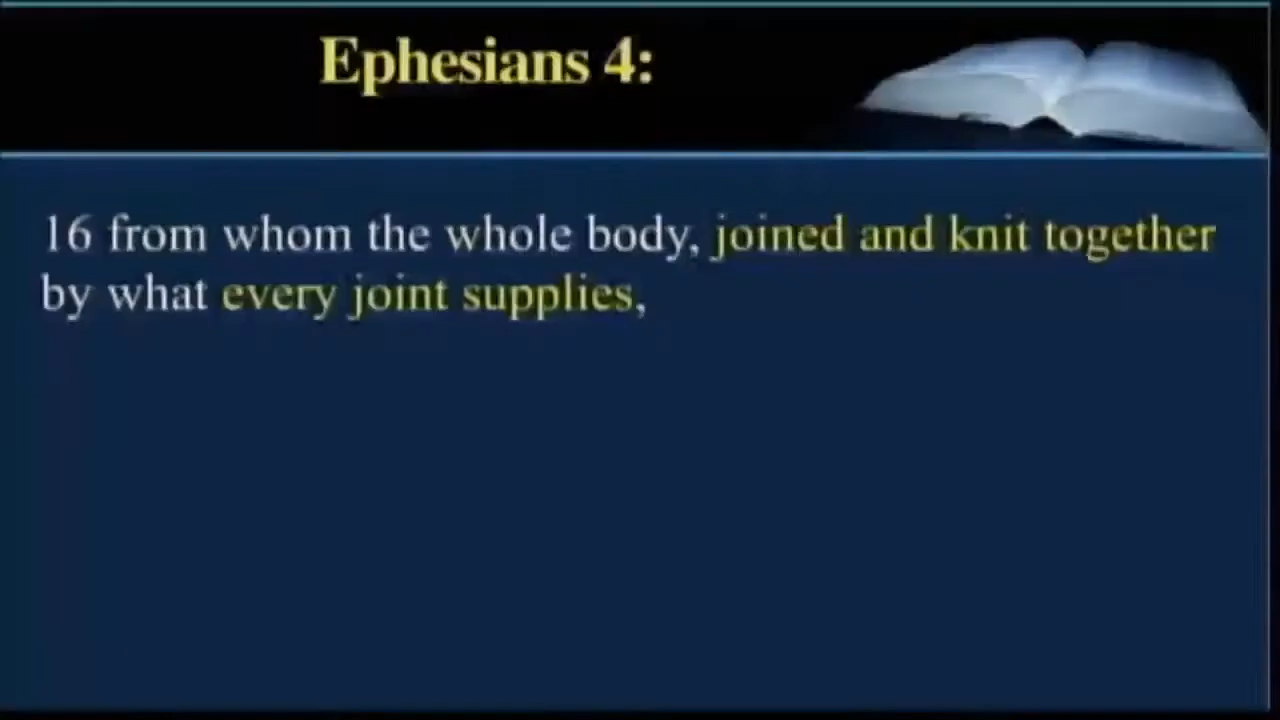 Ephesians 4:
16 from whom the whole body, joined and knit together
by what every joint supplies,